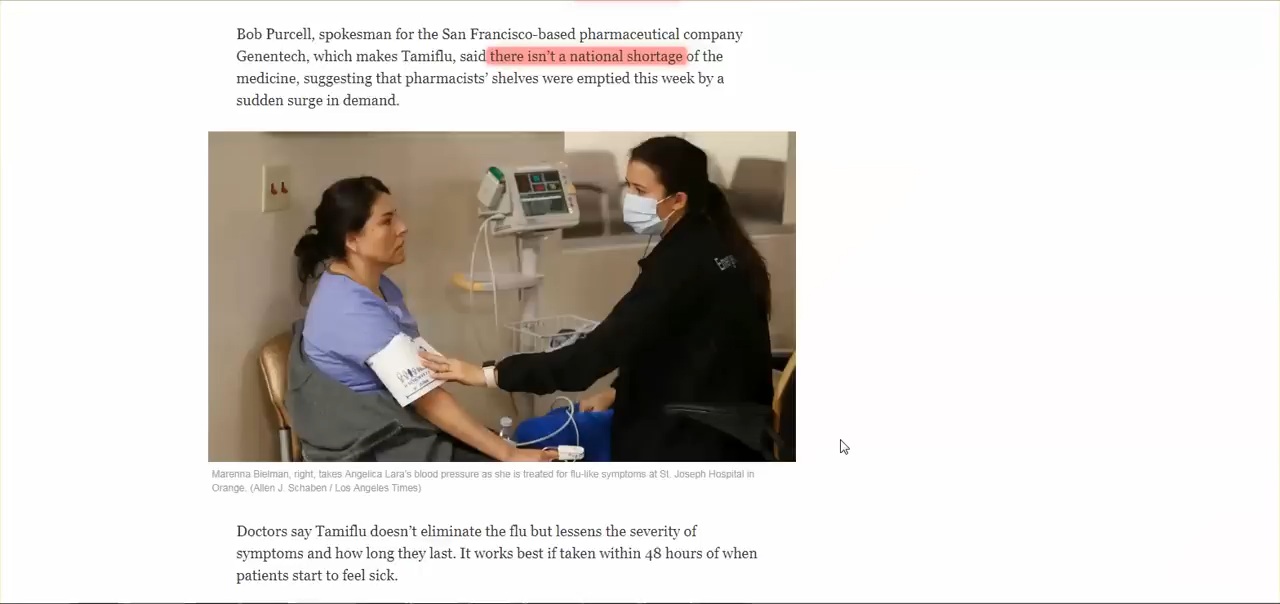 Bob Purcell, spokesman for the San Francisco-based pharmaceutical company
Genentech, which makes Tamiflu, said there isn’t a national shortage of the
medicine, suggesting that pharmacists’ shelves were emptied this week by a
sudden surge in demand.
Marenna Bielman, right, takes Angelica Lara's blood pressure as she is treated for flu-like symptoms at St. Joseph Hospital in
Orange. (Allen J. Schaben / Los Angeles Times)
Doctors say Tamiflu doesn’t eliminate the flu but lessens the severity of
symptoms and how long they last. It works best if taken within 48 hours of when
patients start to feel sick.